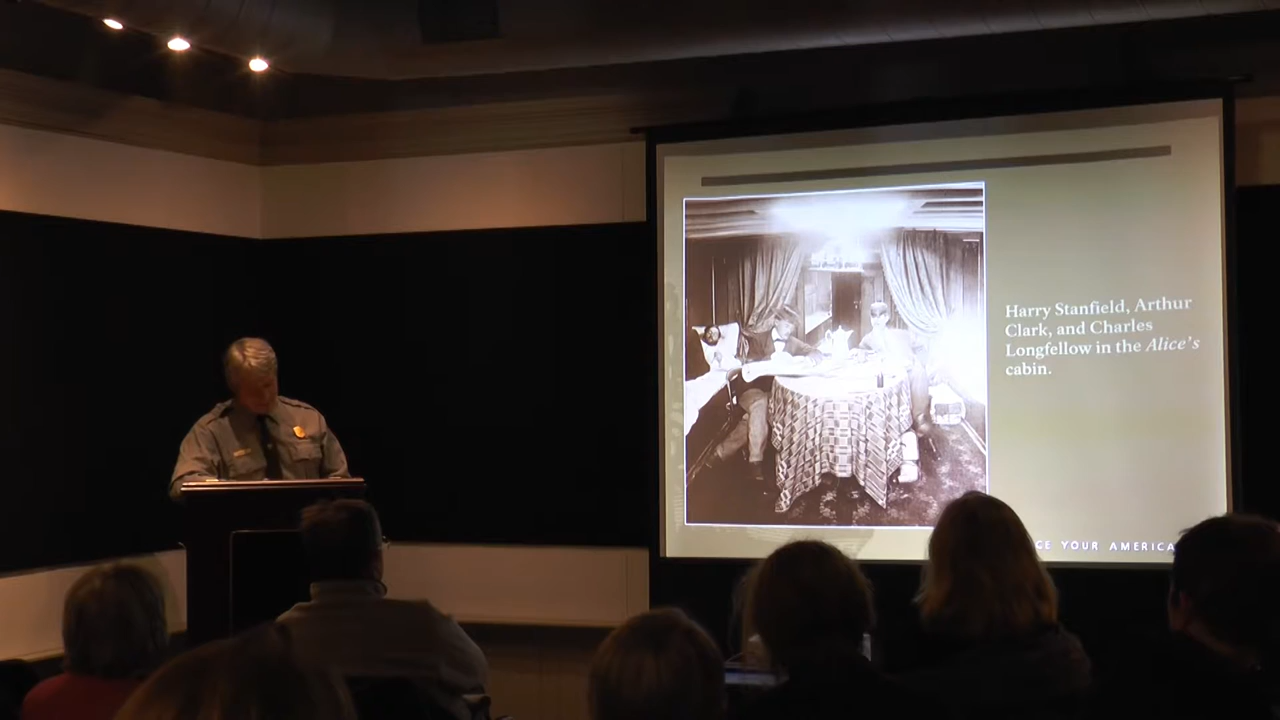 Harry Stanfield, Arthur
Clark, and Charles
Longfellow in the Alice's
cabin.
CE YOUR AMERICA